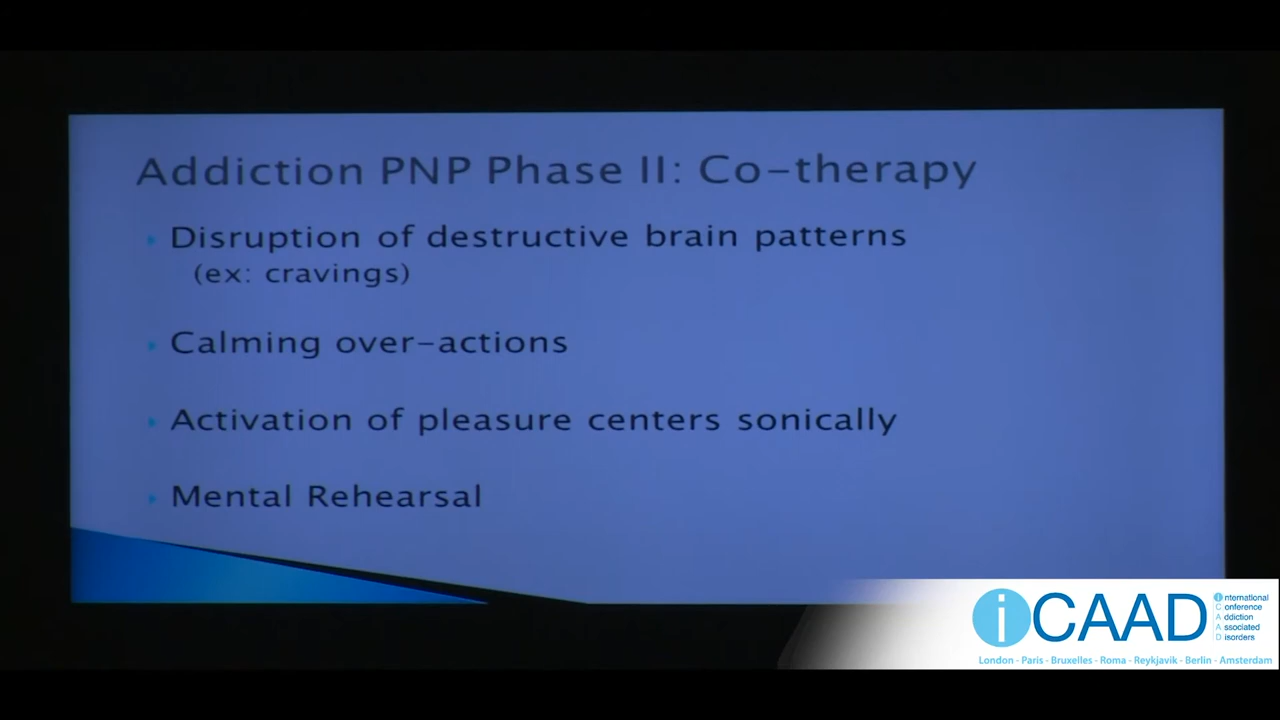 Addiction PNP Phase II: Co-therapy
Disruption of destructive brain patterns
(ex: cravings)
Calming over-actions
Activation of pleasure centers sonically
Mental Rehearsal
iCAAD
International
Conference
Addiction
Associated
Disorders
London - Paris - Bruxelles - Roma - Reykjavik - Berlin - Amsterdam